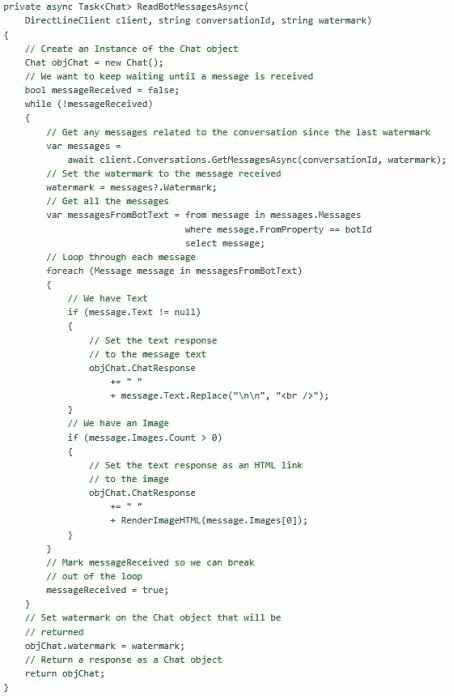 private async Task<Chat> ReadBotMessagesAsync(
    DirectLineClient client, string conversationId, string watermark)
{
    // Create an Instance of the Chat object
    Chat objChat = new Chat();
    // We want to keep waiting until a message is received
    bool messageReceived = false;
    while (!messageReceived)
    {
        // Get any messages related to the conversation since the last watermark
        var messages =
            await client.Conversations.GetMessagesAsync(conversationId, watermark);
        // Set the watermark to the message received
        watermark = messages?.Watermark;
        // Get all the messages
        var messagesFromBotText = from message in messages.Messages
                                  where message.FromProperty == botId
                                  select message;
        // Loop through each message
        foreach (Message message in messagesFromBotText)
        {
            // We have Text
            if (message.Text != null)
            {
                // Set the text response
                // to the message text
                objChat.ChatResponse
                    += " "
                    + message.Text.Replace("\n\n", "<br />");
            }
            // We have an Image
            if (message.Images.Count > 0)
            {
                // Set the text response as an HTML link
                // to the image
                objChat.ChatResponse
                    += " "
                    + RenderImageHTML(message.Images[0]);
            }
        }
        // Mark messageReceived so we can break
        // out of the loop
        messageReceived = true;
    }
    // Set watermark on the Chat object that will be
    // returned
    objChat.watermark = watermark;
    // Return a response as a Chat object
    return objChat;
}